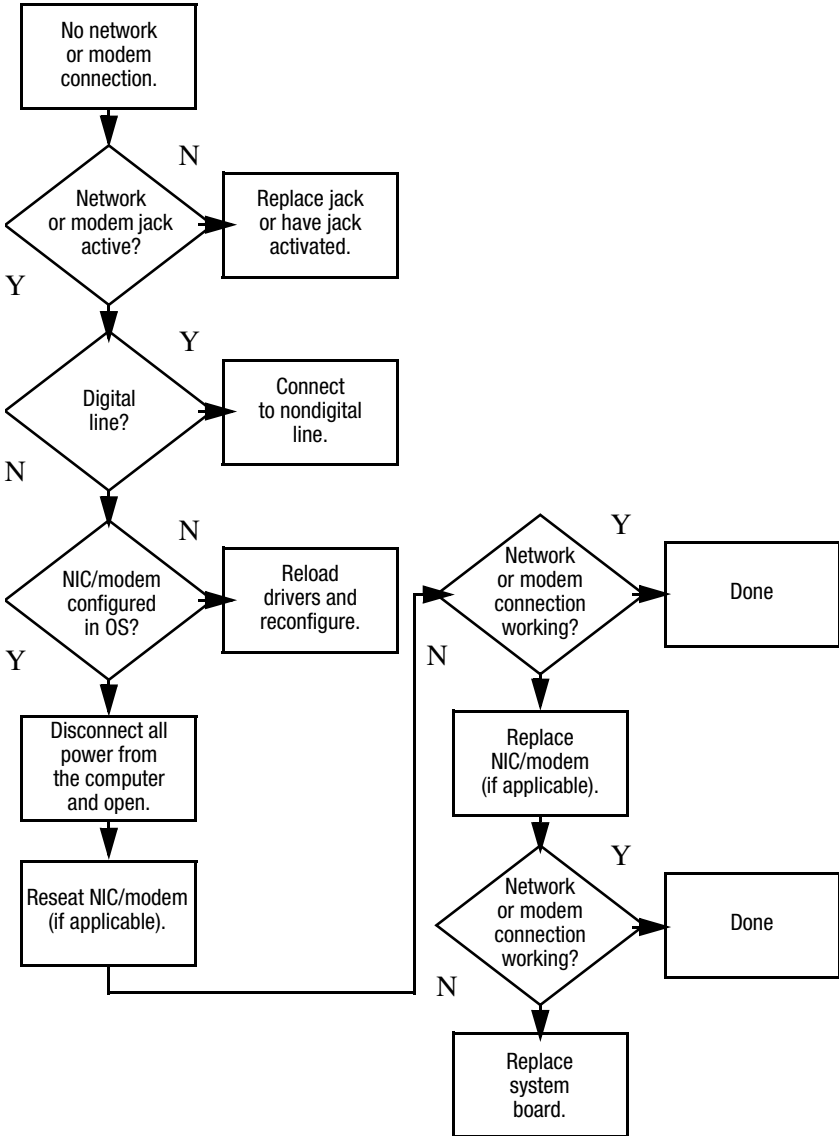 No network
or modem
connection.
N
Network
or modem jack
active?
Replace jack
or have jack
activated.
Y
Y
Digital
line?
Connect
to nondigital
line.
N
N
NIC/modem
configured
in OS?
Reload
drivers and
reconfigure.
Y
Disconnect all
power from
the computer
and open.
Reseat NIC/modem
(if applicable).
Y
Network
or modem
connection
working?
Done
N
Replace
NIC/modem
(if applicable).
Y
Network
or modem
connection
working?
Done
N
Replace
system
board.